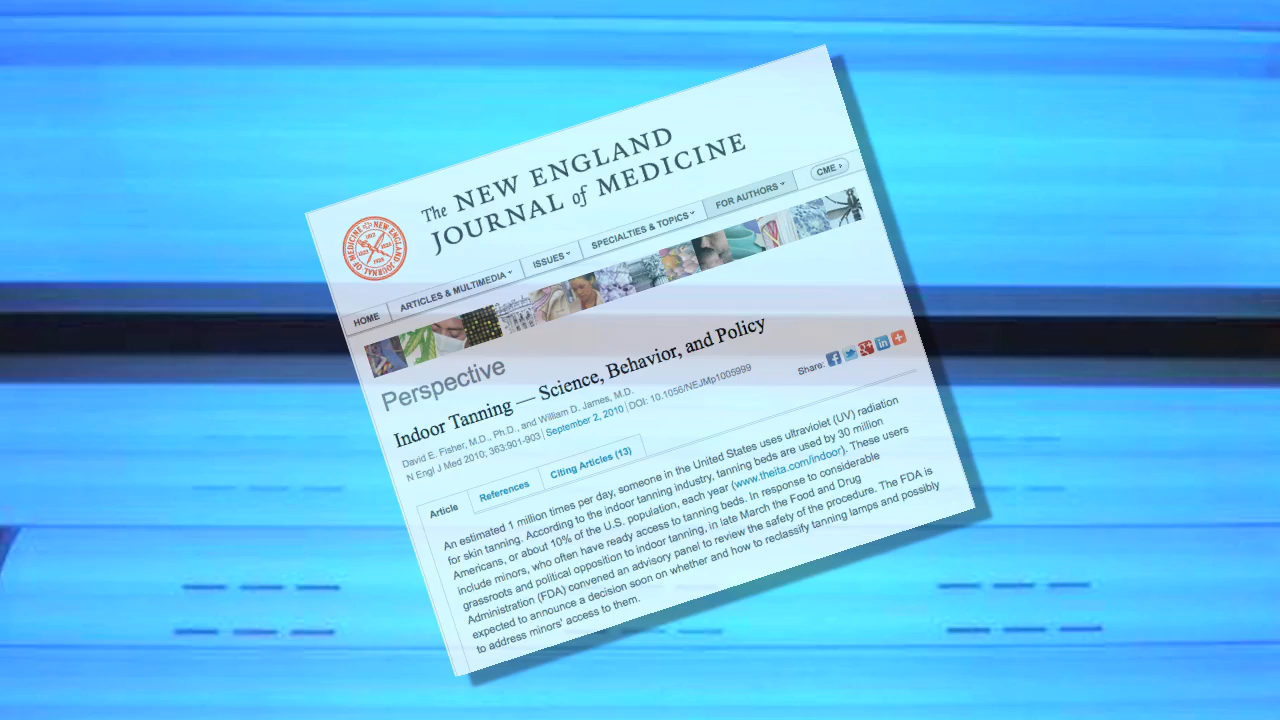 The NEW ENGLAND
JOURNAL of MEDICINE
HOME
ARTICLES & MULTIMEDIA
ISSUES
SPECIALTIES & TOPICS
FOR AUTHORS
CME
Perspective
Indoor Tanning — Science, Behavior, and Policy
David E. Fisher, M.D., Ph.D., and William D. James, M.D.
N Engl J Med 2010; 363:901-903 | September 2, 2010 | DOI: 10.1056/NEJMp1005999
Share:
Article
References
Citing Articles (13)
An estimated 1 million times per day, someone in the United States uses ultraviolet (UV) radiation
for skin tanning. According to the indoor tanning industry, tanning beds are used by 30 million
Americans, or about 10% of the U.S. population, each year (www.theita.com/indoor). These users
include minors, who often have ready access to tanning beds. In response to considerable
grassroots and political opposition to indoor tanning, in late March the Food and Drug
Administration (FDA) convened an advisory panel to review the safety of the procedure. The FDA is
expected to announce a decision soon on whether and how to reclassify tanning lamps and possibly
to address minors' access to them.